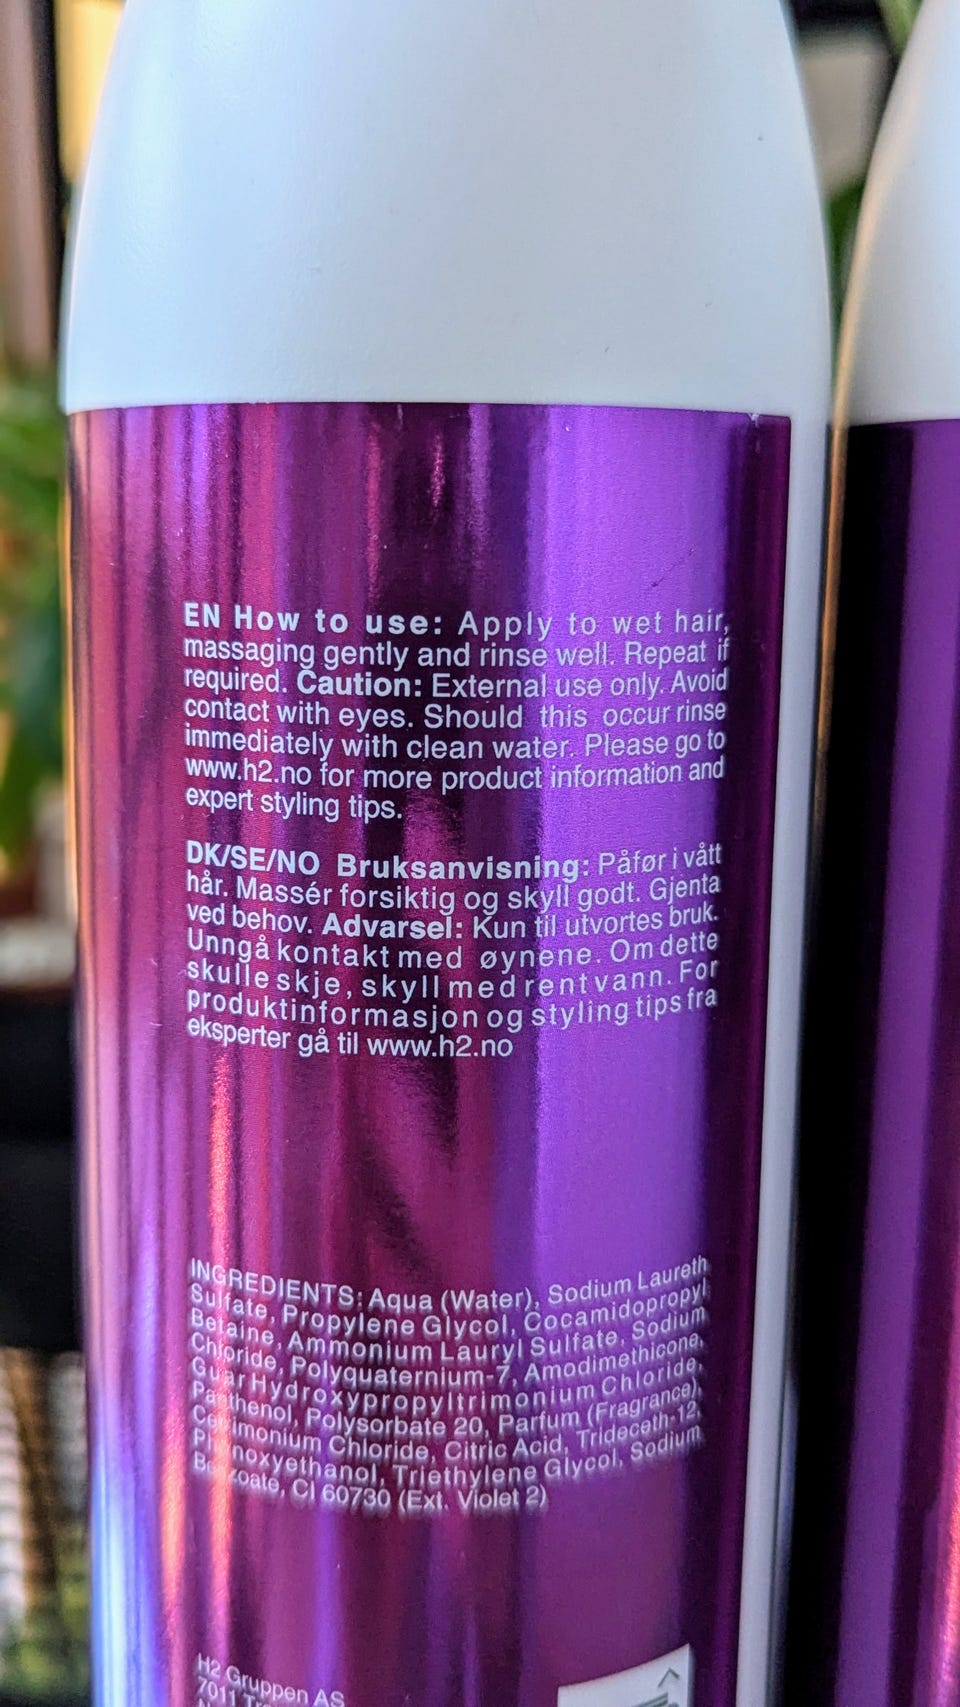 EN How to use: Apply to wet hair,
massaging gently and rinse well. Repeat if
required. Caution: External use only. Avoid
contact with eyes. Should this occur rinse
immediately with clean water. Please go to
www.h2.no for more product information and
expert styling tips.
DK/SE/NO Bruksanvisning: Påfør i vått
hår. Massér forsiktig og skyll godt. Gjenta
ved behov. Advarsel: Kun til utvortes bruk.
Unngå kontakt med øynene. Om dette
skulle skje, skyll med rent vann. For
produktinformasjon og styling tips fra
eksperter gå til www.h2.no
INGREDIENTS: Aqua (Water), Sodium Laureth
Sulfate, Propylene Glycol, Cocamidopropyl
Betaine, Ammonium Lauryl Sulfate, Sodium
Chloride, Polyquaternium-7, Amodimethicone,
Guar Hydroxypropyltrimonium Chloride,
Panthenol, Polysorbate 20, Parfum (Fragrance),
Cetrimonium Chloride, Citric Acid, Trideceth-12,
Phenoxyethanol, Triethylene Glycol, Sodium
Benzoate, CI 60730 (Ext. Violet 2)
H2 Gruppen AS
7011